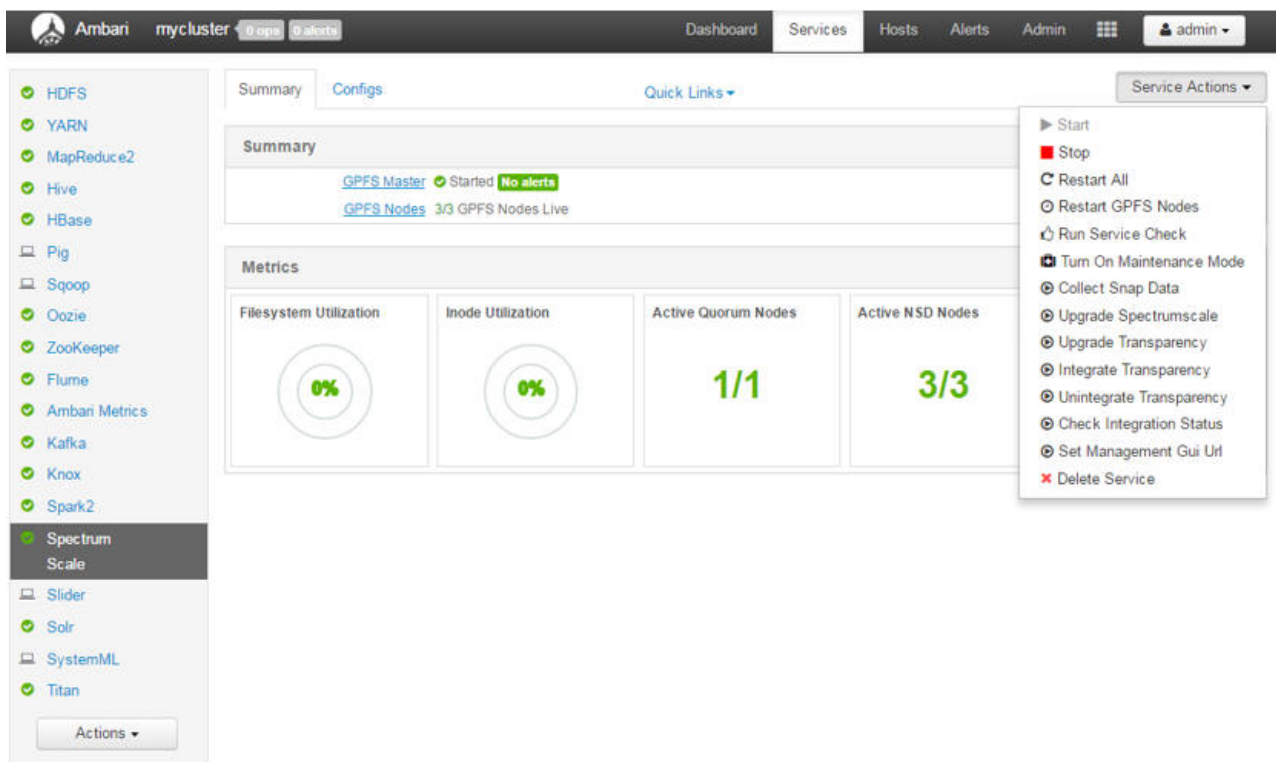 Ambari mycluster 0 ops 0 alerts Dashboard Services Hosts Alerts Admin admin
HDFS
YARN
MapReduce2
Hive
HBase
Pig
Sqoop
Oozie
ZooKeeper
Flume
Ambari Metrics
Kafka
Knox
Spark2
Spectrum
Scale
Slider
Solr
SystemML
Titan
Actions
Summary Configs Quick Links Service Actions
Summary
GPFS Master Started No alerts
GPFS Nodes 3/3 GPFS Nodes Live
Metrics
Filesystem Utilization
0%
Inode Utilization
0%
Active Quorum Nodes
1/1
Active NSD Nodes
3/3
Start
Stop
Restart All
Restart GPFS Nodes
Run Service Check
Turn On Maintenance Mode
Collect Snap Data
Upgrade Spectrumscale
Upgrade Transparency
Integrate Transparency
Unintegrate Transparency
Check Integration Status
Set Management Gui Url
Delete Service